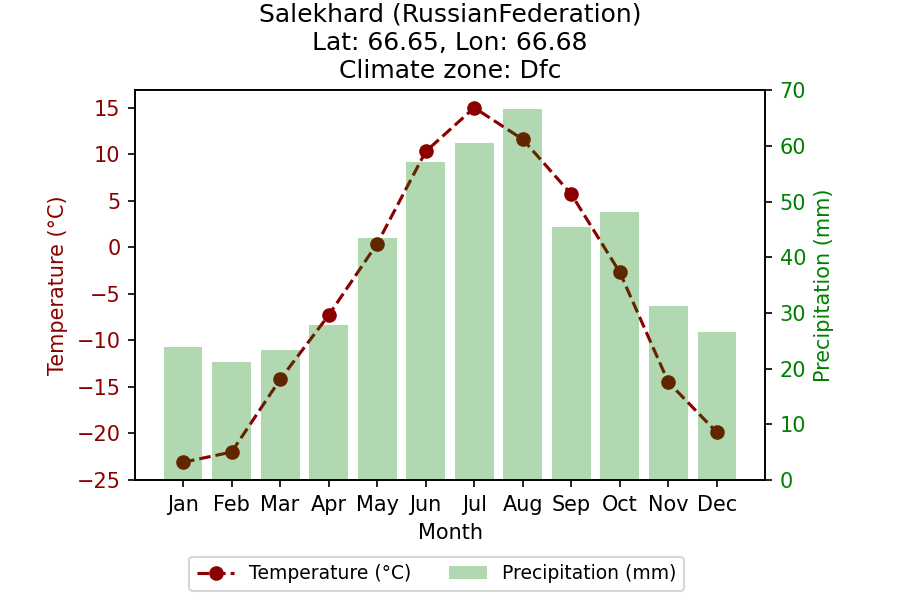 Salekhard (RussianFederation)
Lat: 66.65, Lon: 66.68
Climate zone: Dfc
Temperature (°C)
15
10
5
0
−5
−10
−15
−20
−25
70
60
50
40
30
20
10
0
Precipitation (mm)
Jan Feb Mar Apr May Jun Jul Aug Sep Oct Nov Dec
Month
Temperature (°C) Precipitation (mm)